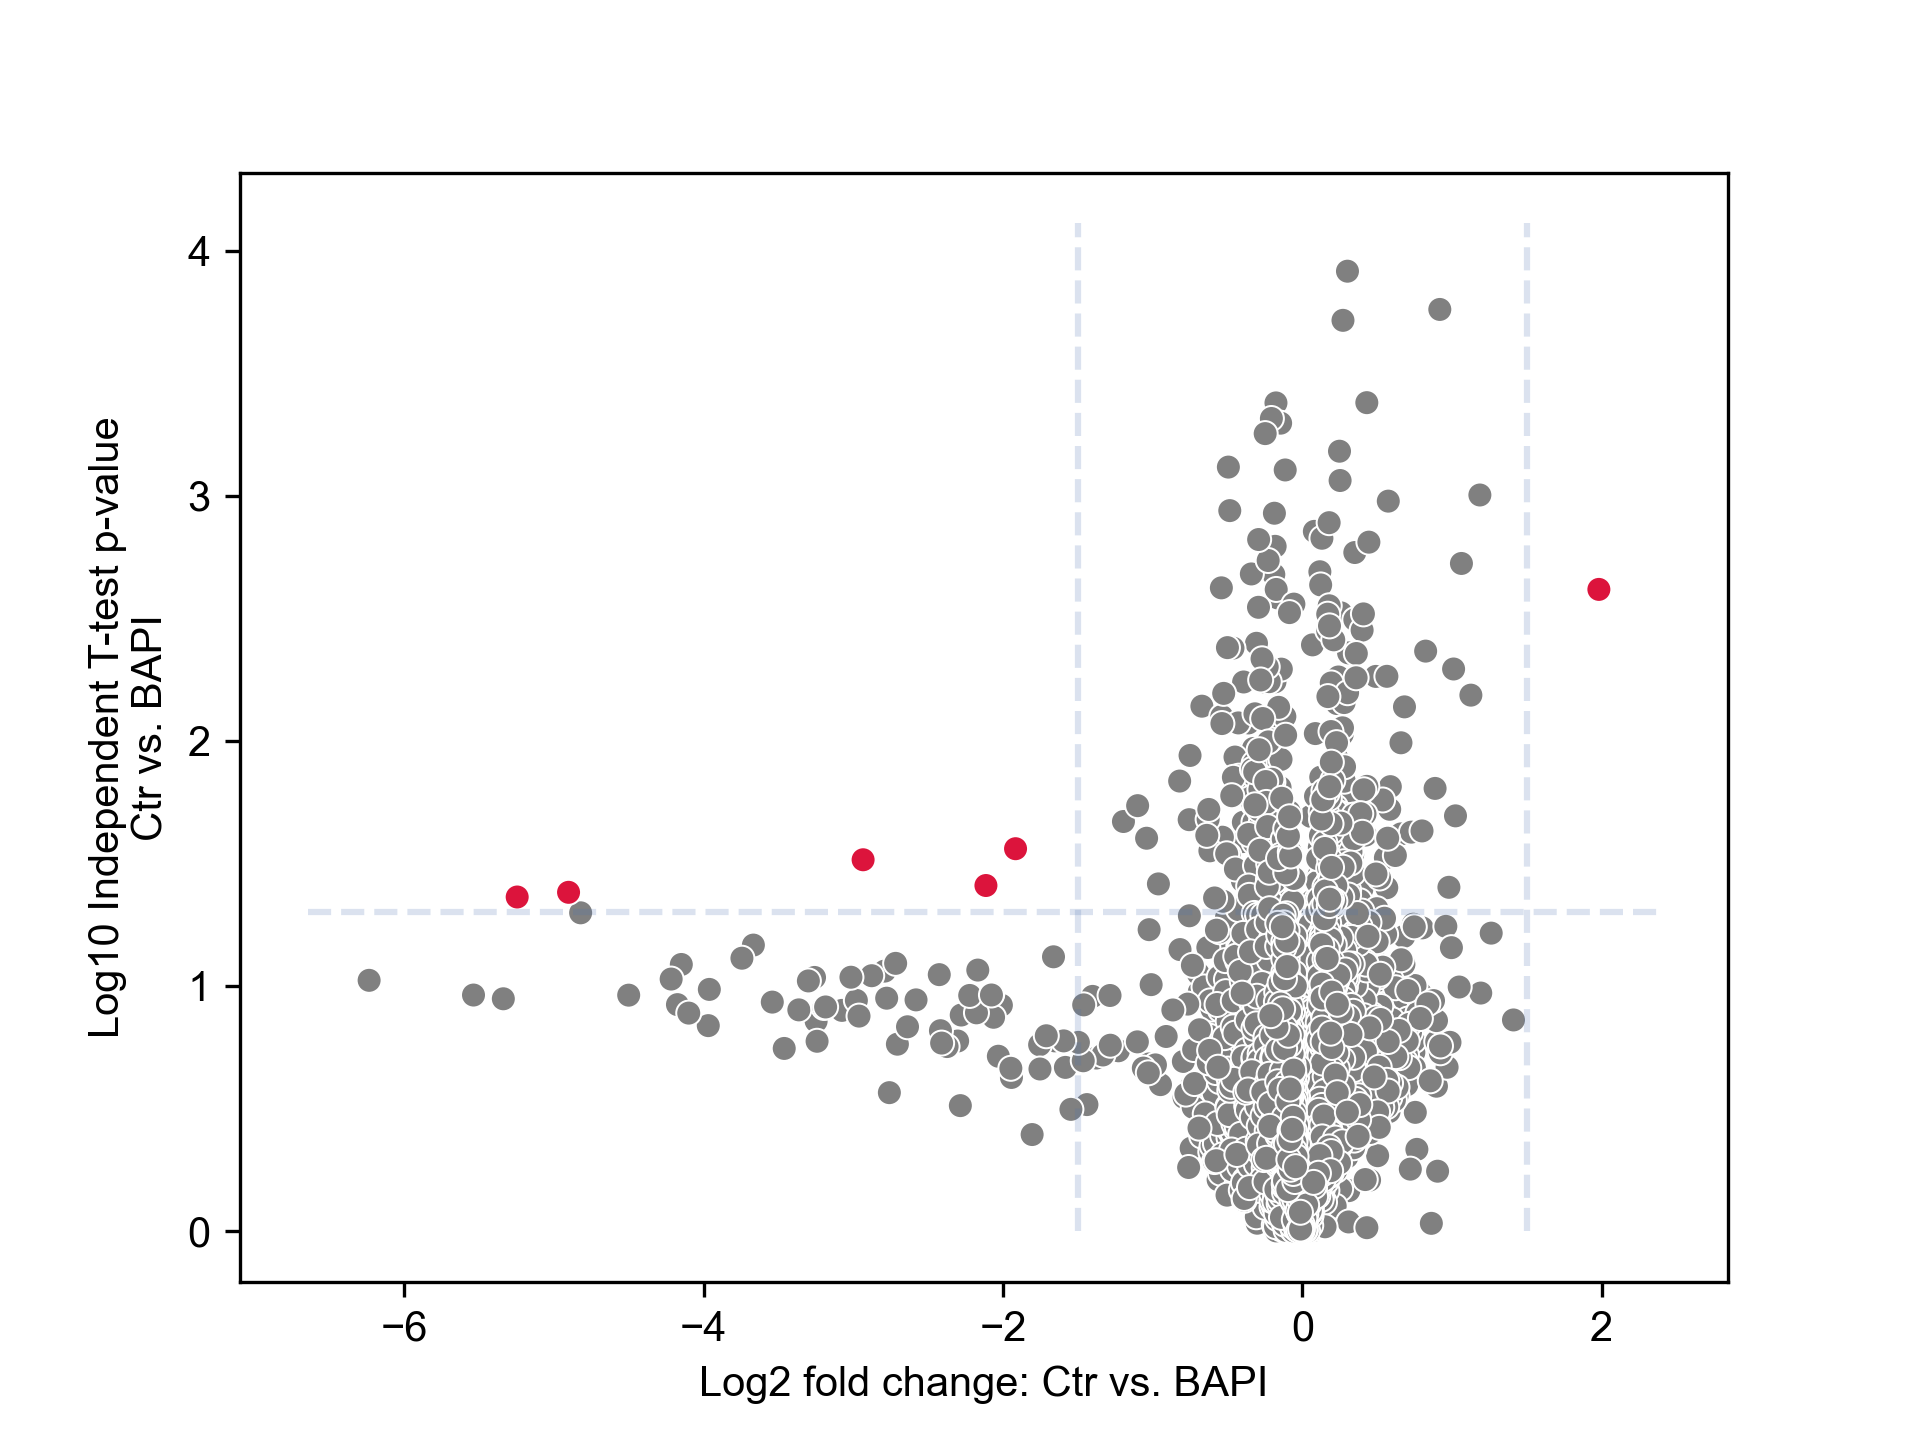 Log10 Independent T-test p-value
Ctr vs. BAPI
4
3
2
1
0
−6 −4 −2 0 2
Log2 fold change: Ctr vs. BAPI